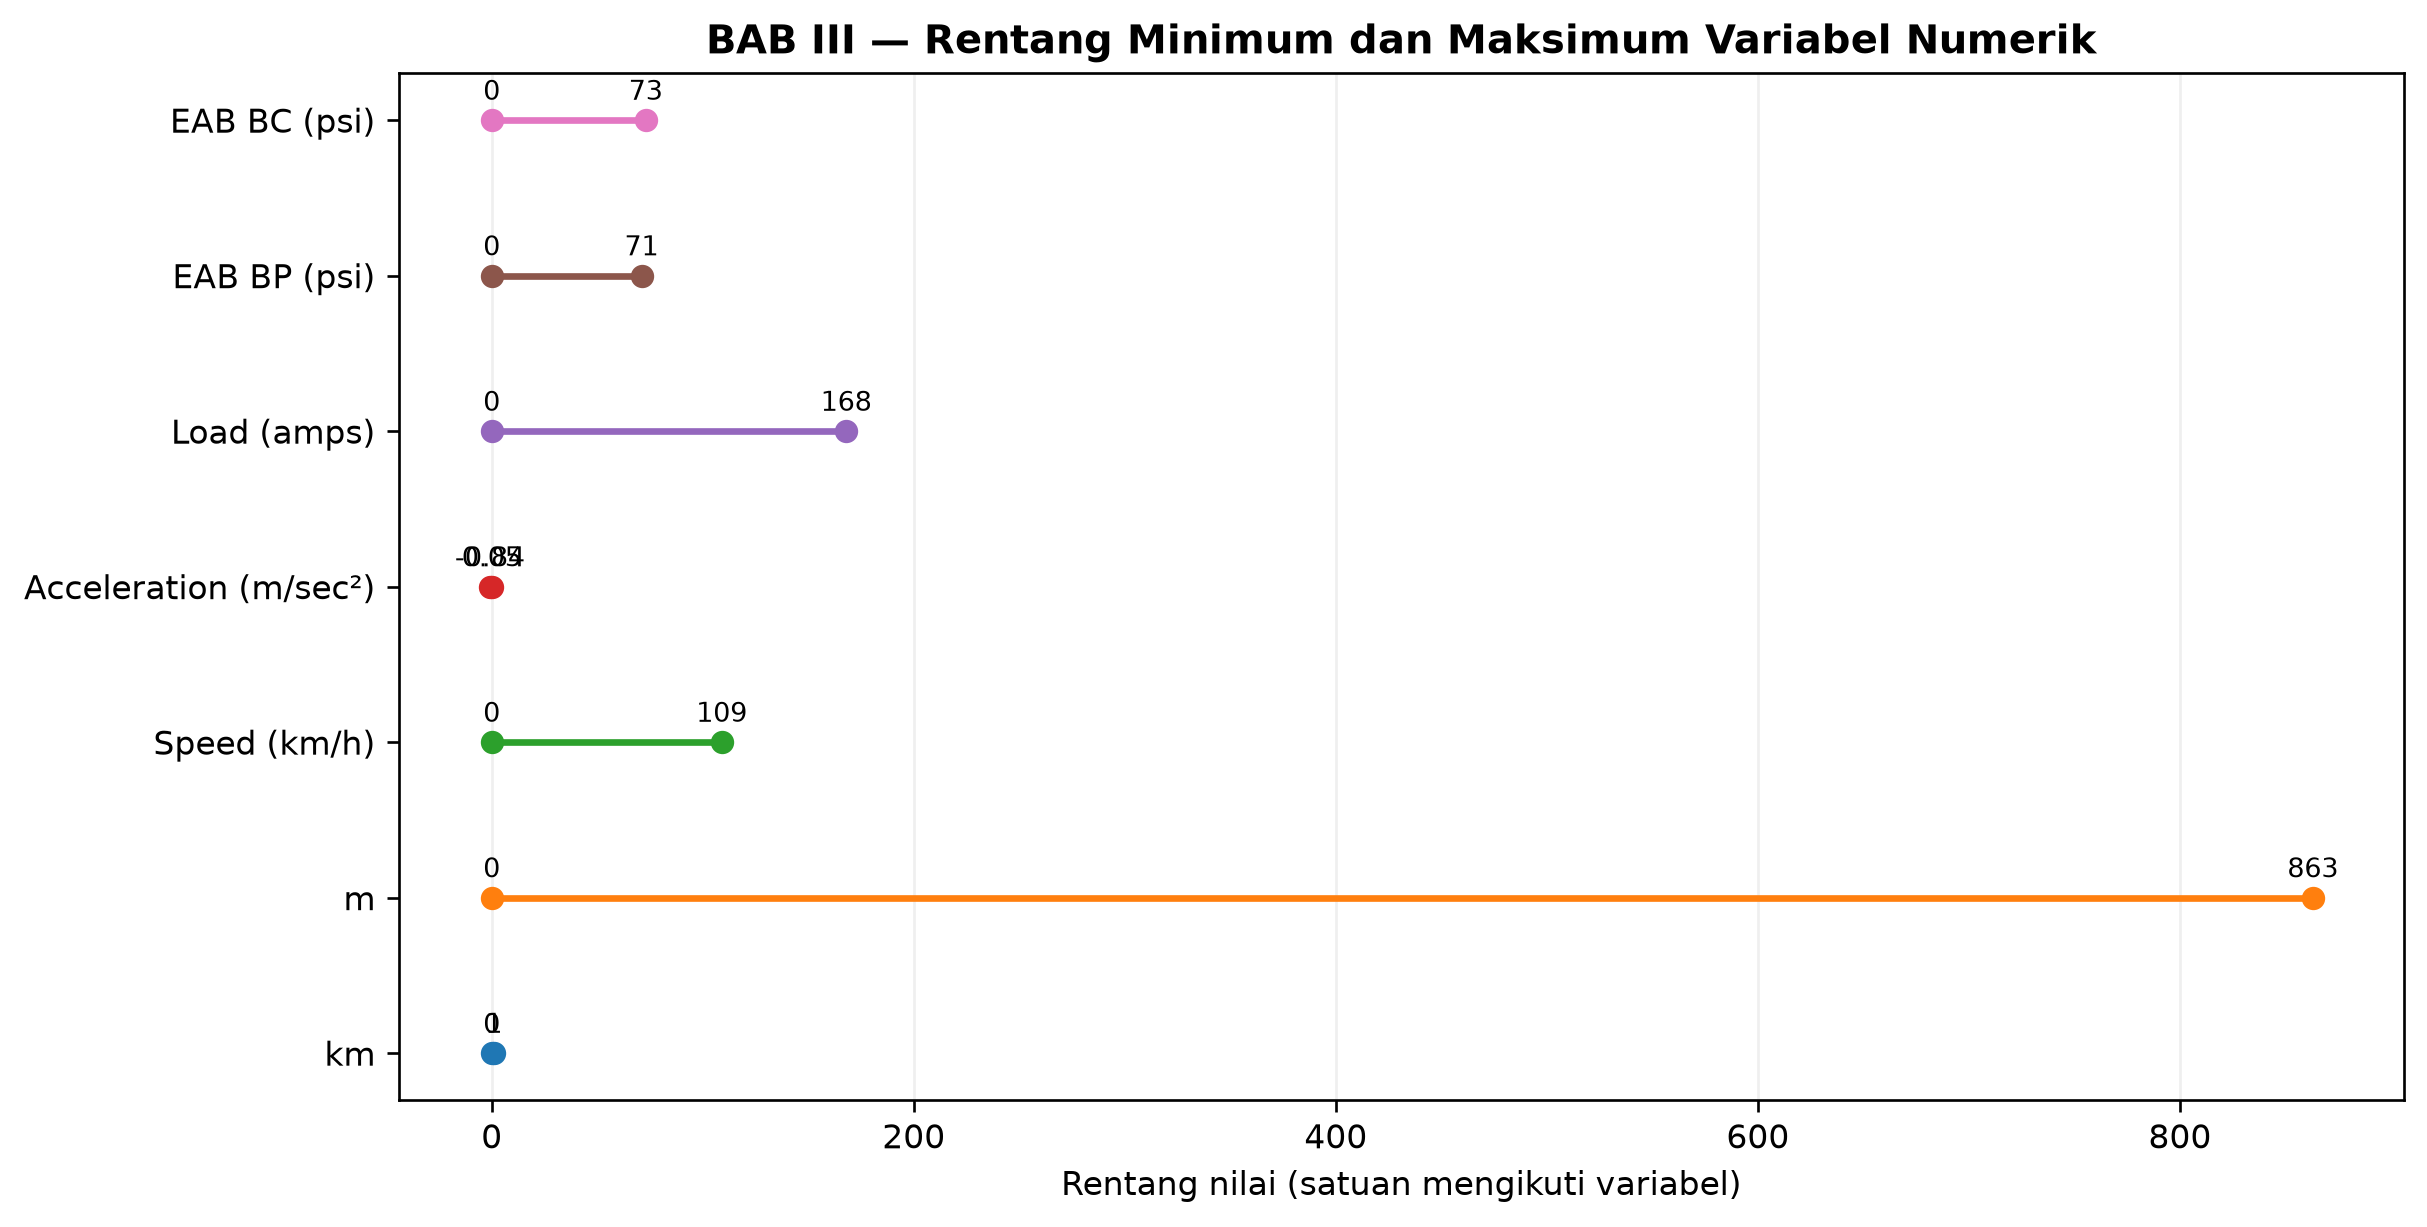 BAB III — Rentang Minimum dan Maksimum Variabel Numerik
EAB BC (psi)
0
73
EAB BP (psi)
0
71
Load (amps)
0
168
Acceleration (m/sec²)
Speed (km/h)
0
109
m
0
863
km
0
1
0
200
400
600
800
Rentang nilai (satuan mengikuti variabel)